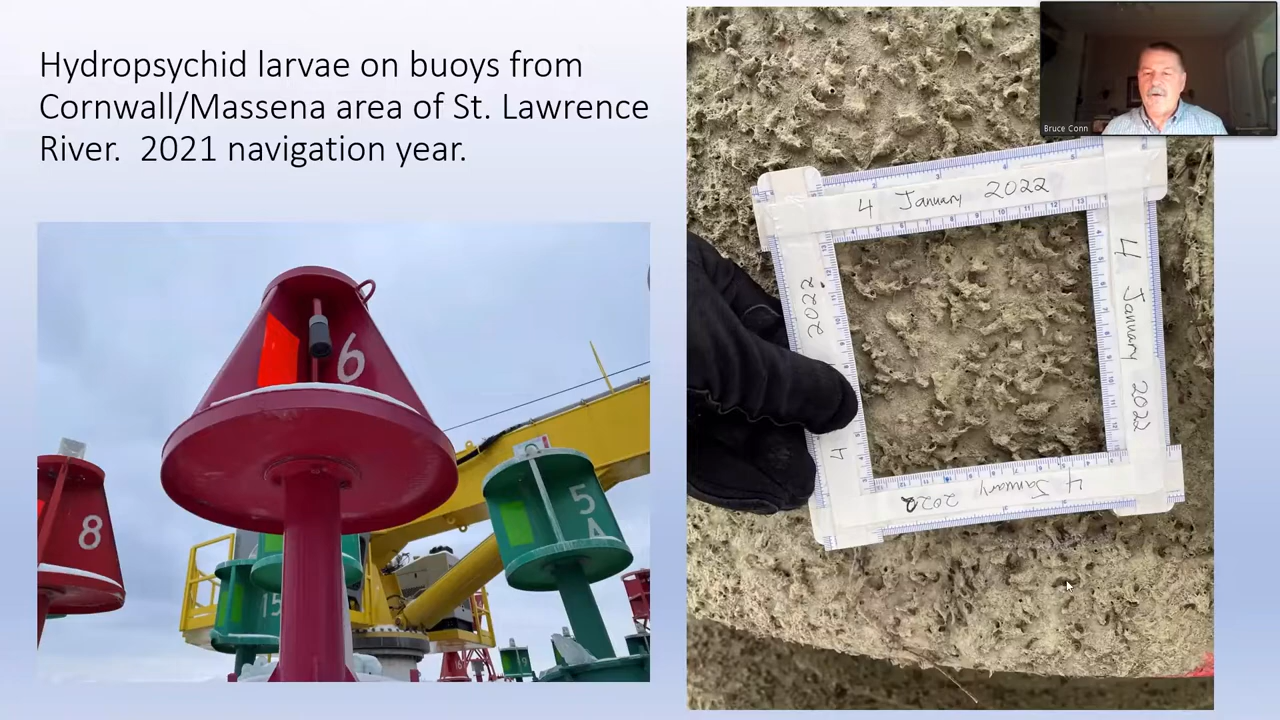 Hydropsychid larvae on buoys from
Cornwall/Massena area of St. Lawrence
River.  2021 navigation year.
Bruce Conn
4 January 2022
4 January 2022
4 January 2022
4
2022
6
8
5
A
15